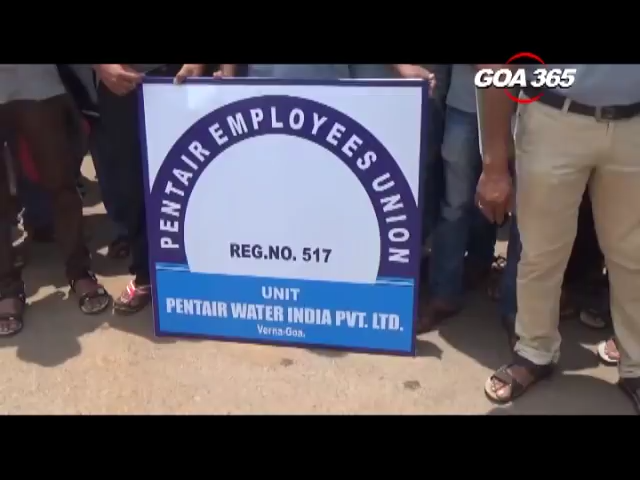 GOA 365
PENTAIR EMPLOYEES UNION
REG.NO. 517
UNIT
PENTAIR WATER INDIA PVT. LTD.
Verna-Goa.